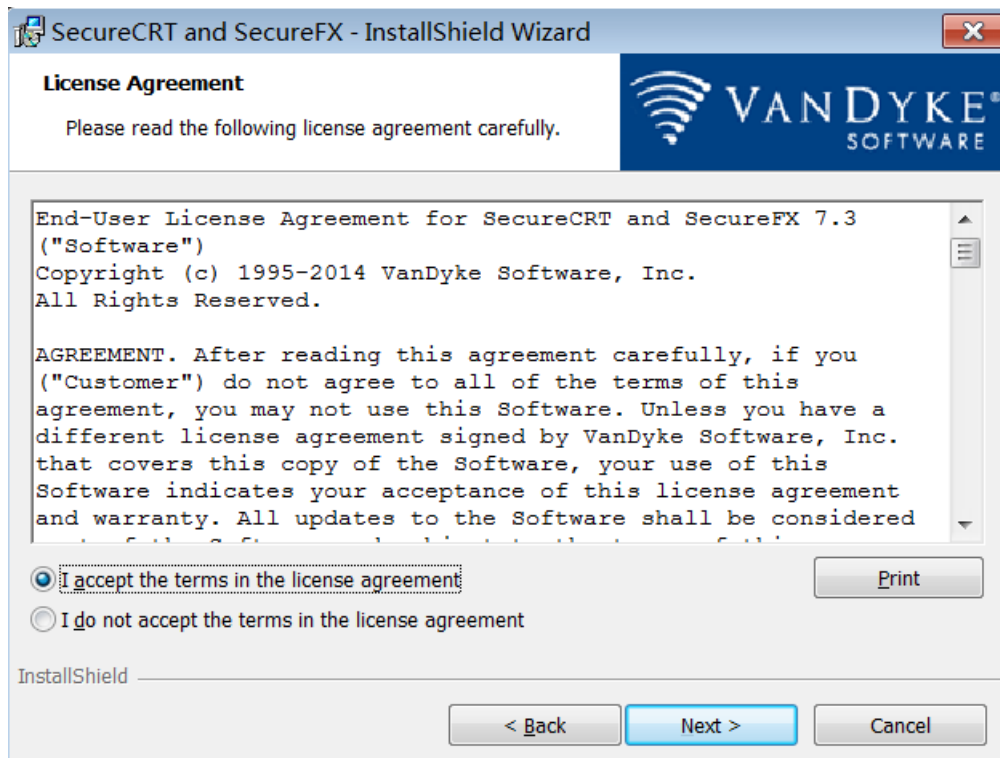 SecureCRT and SecureFX - InstallShield Wizard
License Agreement
Please read the following license agreement carefully.
VANDYKE®
SOFTWARE
End-User License Agreement for SecureCRT and SecureFX 7.3
("Software")
Copyright (c) 1995-2014 VanDyke Software, Inc.
All Rights Reserved.
AGREEMENT. After reading this agreement carefully, if you
("Customer") do not agree to all of the terms of this
agreement, you may not use this Software. Unless you have a
different license agreement signed by VanDyke Software, Inc.
that covers this copy of the Software, your use of this
Software indicates your acceptance of this license agreement
and warranty. All updates to the Software shall be considered
I accept the terms in the license agreement
Print
I do not accept the terms in the license agreement
InstallShield
< Back
Next >
Cancel